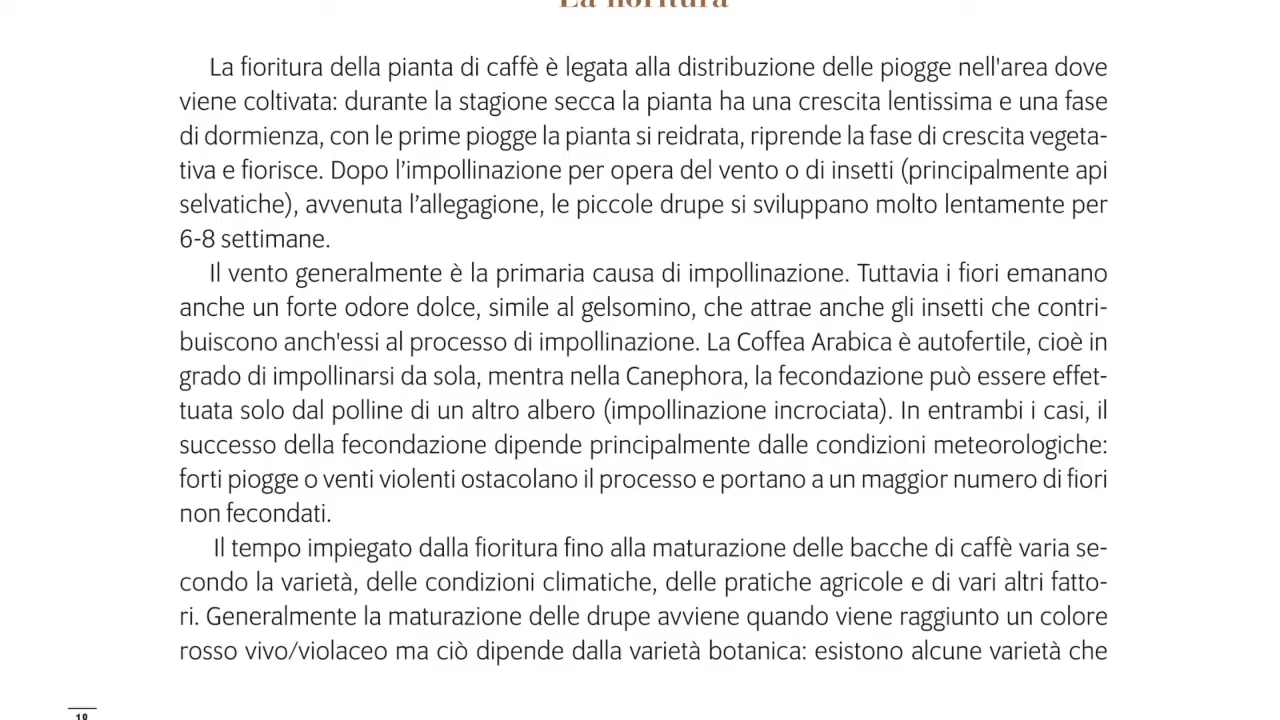 La fioritura
La fioritura della pianta di caffè è legata alla distribuzione delle piogge nell'area dove
viene coltivata: durante la stagione secca la pianta ha una crescita lentissima e una fase
di dormienza, con le prime piogge la pianta si reidrata, riprende la fase di crescita vegeta-
tiva e fiorisce. Dopo l’impollinazione per opera del vento o di insetti (principalmente api
selvatiche), avvenuta l’allegagione, le piccole drupe si sviluppano molto lentamente per
6-8 settimane.
Il vento generalmente è la primaria causa di impollinazione. Tuttavia i fiori emanano
anche un forte odore dolce, simile al gelsomino, che attrae anche gli insetti che contri-
buiscono anch'essi al processo di impollinazione. La Coffea Arabica è autofertile, cioè in
grado di impollinarsi da sola, mentra nella Canephora, la fecondazione può essere effet-
tuata solo dal polline di un altro albero (impollinazione incrociata). In entrambi i casi, il
successo della fecondazione dipende principalmente dalle condizioni meteorologiche:
forti piogge o venti violenti ostacolano il processo e portano a un maggior numero di fiori
non fecondati.
Il tempo impiegato dalla fioritura fino alla maturazione delle bacche di caffè varia se-
condo la varietà, delle condizioni climatiche, delle pratiche agricole e di vari altri fatto-
ri. Generalmente la maturazione delle drupe avviene quando viene raggiunto un colore
rosso vivo/violaceo ma ciò dipende dalla varietà botanica: esistono alcune varietà che
18